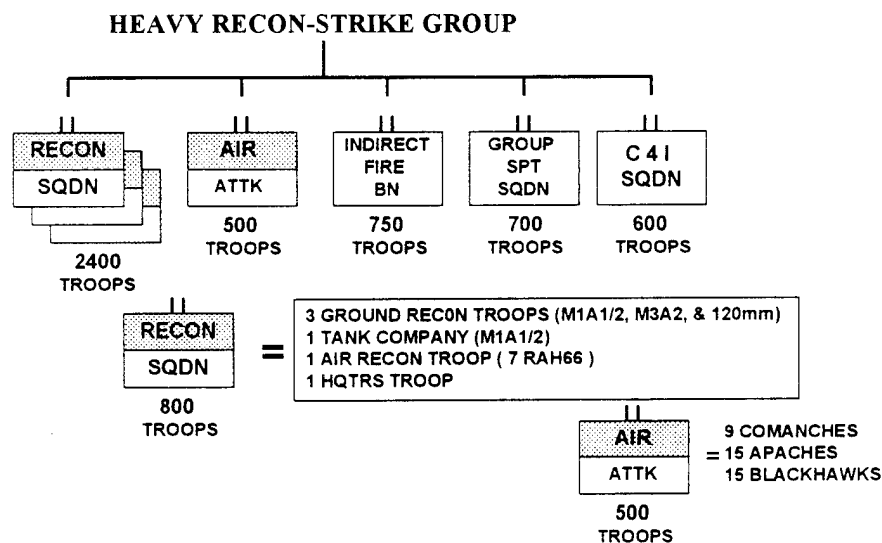 HEAVY RECON-STRIKE GROUP
RECON
SQDN
2400
TROOPS
AIR
ATTK
500
TROOPS
INDIRECT
FIRE
BN
750
TROOPS
GROUP
SPT
SQDN
700
TROOPS
C4I
SQDN
600
TROOPS
RECON
SQDN
800
TROOPS
=
3 GROUND RECON TROOPS (M1A1/2, M3A2, & 120mm)
1 TANK COMPANY (M1A1/2)
1 AIR RECON TROOP ( 7 RAH66 )
1 HQTRS TROOP
AIR
ATTK
500
TROOPS
9 COMANCHES
= 15 APACHES
15 BLACKHAWKS